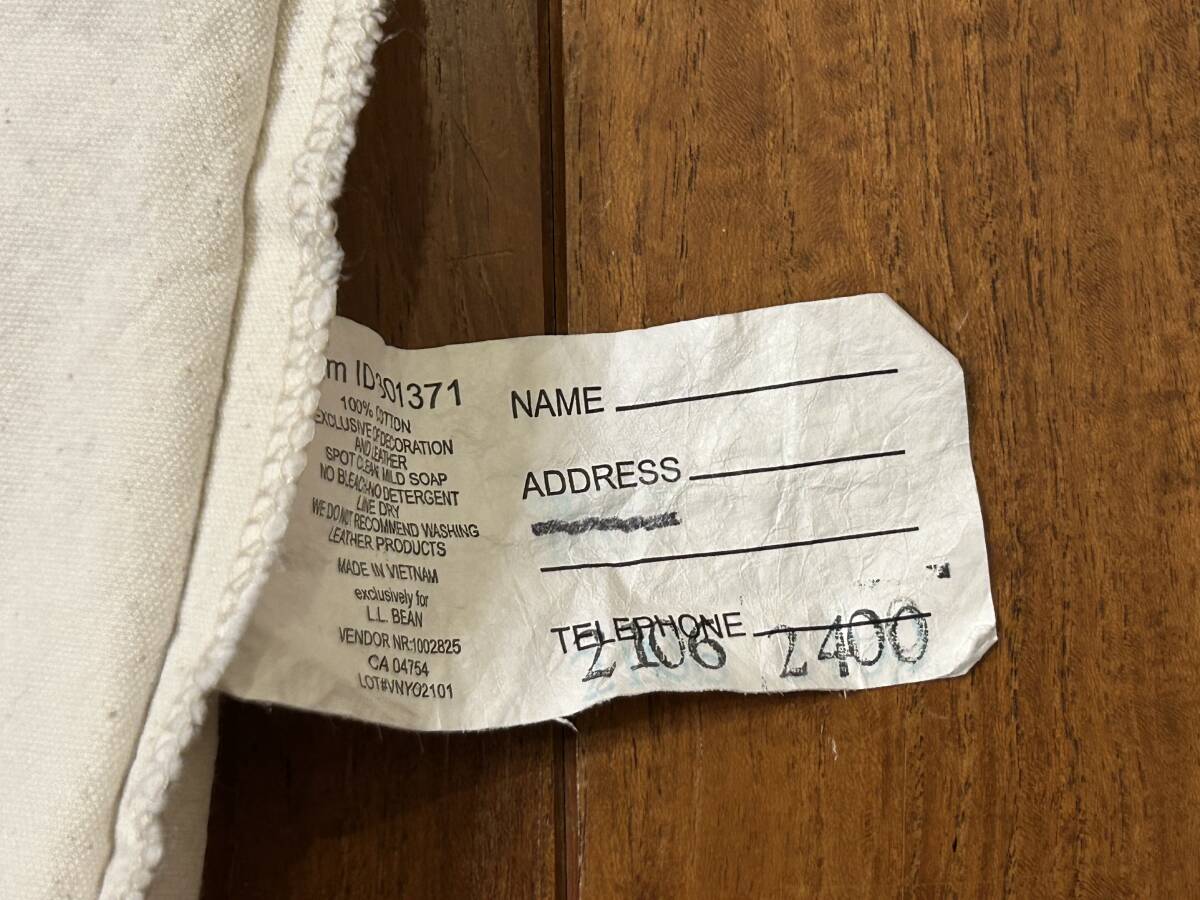 m ID301371
100% COTTON
EXCLUSIVE OF DECORATION
AND LEATHER
SPOT CLEAN MILD SOAP
NO BLEACH-NO DETERGENT
LINE DRY
WE DO NOT RECOMMEND WASHING
LEATHER PRODUCTS
MADE IN VIETNAM
exclusively for
L.L. BEAN
VENDOR NR:1002825
CA 04754
LOT#VNYO2101
NAME
ADDRESS
TELEPHONE
2106 2400